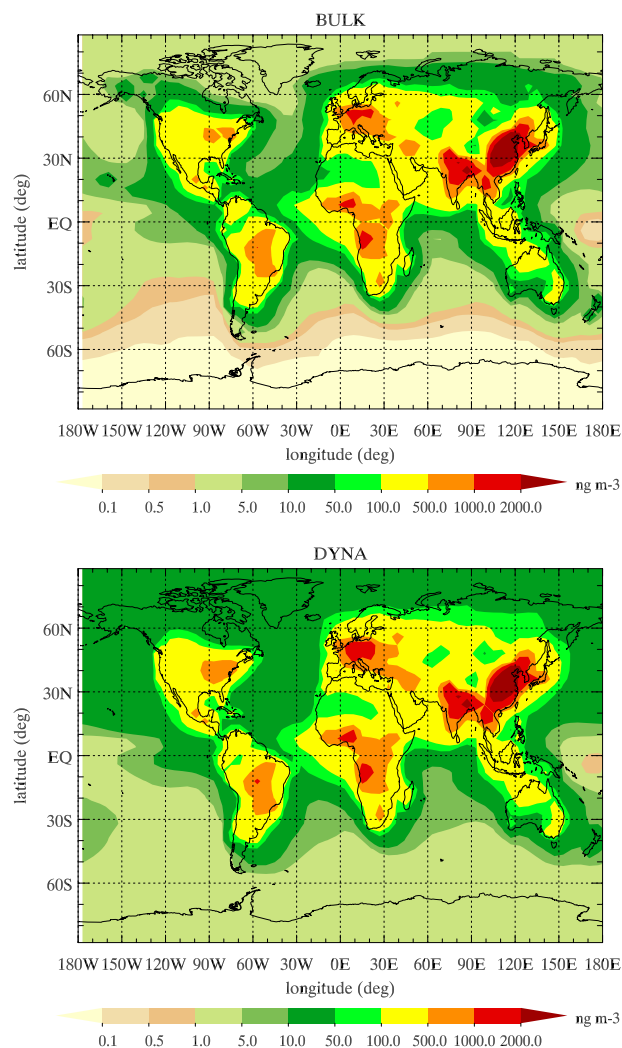 BULK
60N
30N
EQ
30S
60S
latitude (deg)
180W 150W 120W 90W 60W 30W 0E 30E 60E 90E 120E 150E 180E
longitude (deg)
0.1 0.5 1.0 5.0 10.0 50.0 100.0 500.0 1000.0 2000.0 ng m-3
DYNA
60N
30N
EQ
30S
60S
latitude (deg)
180W 150W 120W 90W 60W 30W 0E 30E 60E 90E 120E 150E 180E
longitude (deg)
0.1 0.5 1.0 5.0 10.0 50.0 100.0 500.0 1000.0 2000.0 ng m-3